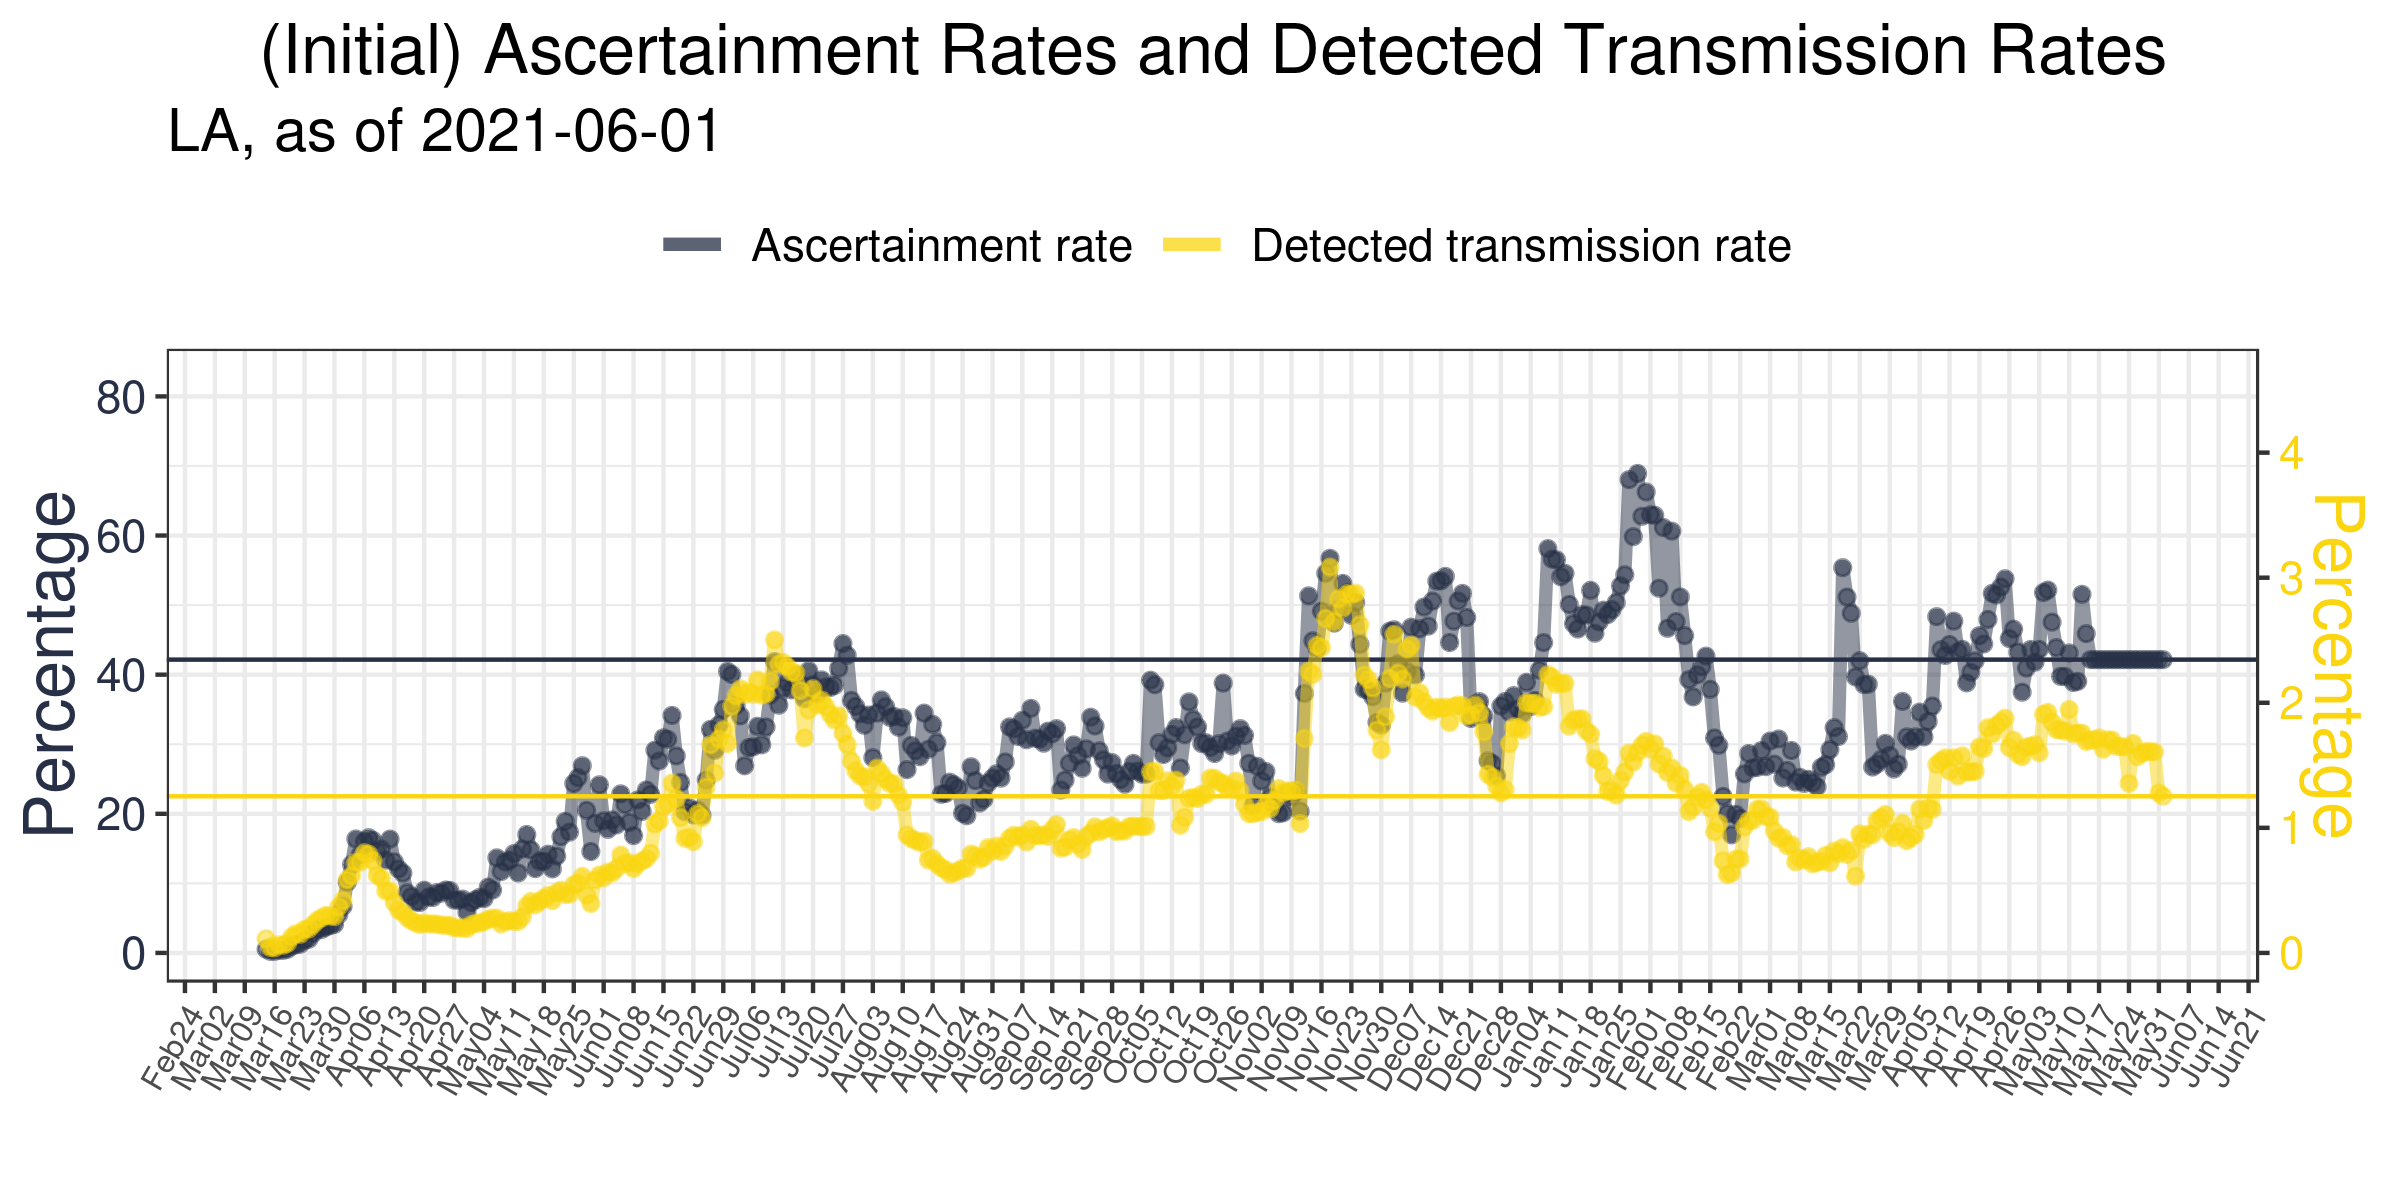 (Initial) Ascertainment Rates and Detected Transmission Rates
LA, as of 2021-06-01
Ascertainment rate Detected transmission rate
Percentage
80
60
40
20
0
4
3
2
1
0
Percentage
Feb24
Mar02
Mar09
Mar16
Mar23
Mar30
Apr06
Apr13
Apr20
Apr27
May04
May11
May18
May25
Jun01
Jun08
Jun15
Jun22
Jun29
Jul06
Jul13
Jul20
Jul27
Aug03
Aug10
Aug17
Aug24
Aug31
Sep07
Sep14
Sep21
Sep28
Oct05
Oct12
Oct19
Oct26
Nov02
Nov09
Nov16
Nov23
Nov30
Dec07
Dec14
Dec21
Dec28
Jan04
Jan11
Jan18
Jan25
Feb01
Feb08
Feb15
Feb22
Mar01
Mar08
Mar15
Mar22
Mar29
Apr05
Apr12
Apr19
Apr26
May03
May10
May17
May24
May31
Jun07
Jun14
Jun21